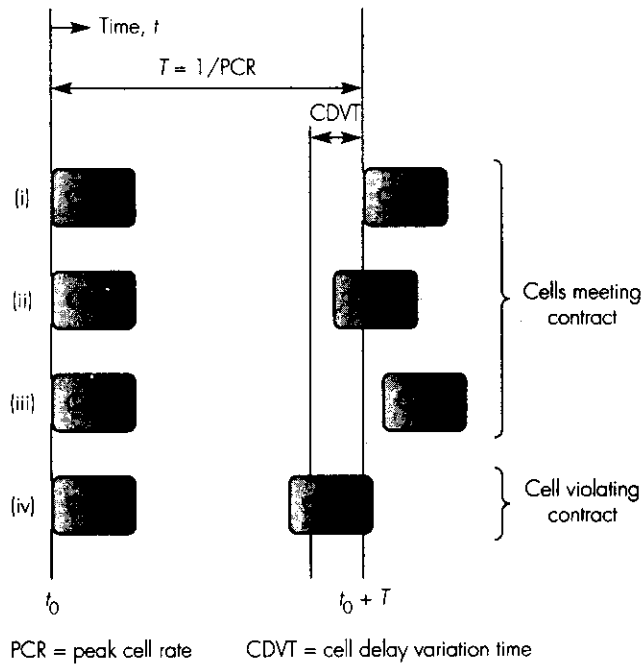 Time, t
T = 1/PCR
CDVT
(i)
(ii)
Cells meeting
contract
(iii)
(iv)
Cell violating
contract
t0
t0 + T
PCR = peak cell rate CDVT = cell delay variation time